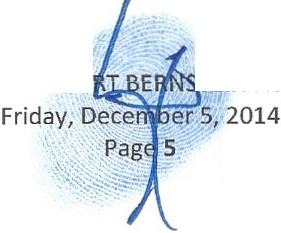 RT BERNS
Friday, December 5, 2014
Page 5